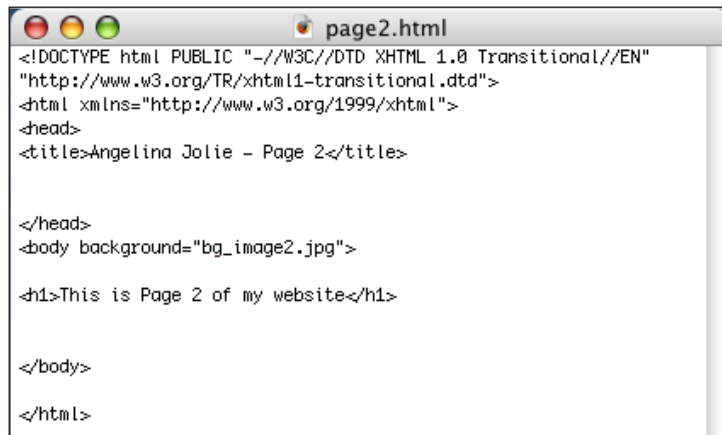 page2.html
<!DOCTYPE html PUBLIC "-//W3C//DTD XHTML 1.0 Transitional//EN"
"http://www.w3.org/TR/xhtml1-transitional.dtd">
<html xmlns="http://www.w3.org/1999/xhtml">
<head>
<title>Angelina Jolie - Page 2</title>
</head>
<body background="bg_image2.jpg">
<h1>This is Page 2 of my website</h1>
</body>
</html>